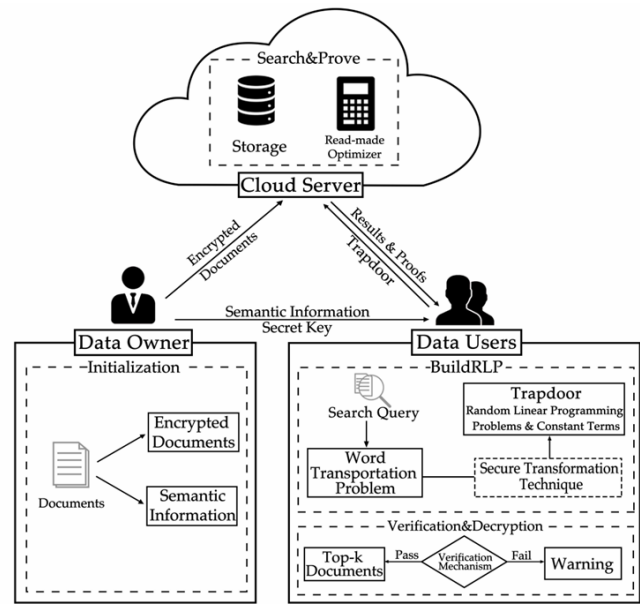 Search&Prove
Storage
Read-made
Optimizer
Cloud Server
Encrypted
Documents
Results & Proofs
Trapdoor
Semantic Information
Secret Key
Data Owner
Initialization
Documents
Encrypted
Documents
Semantic
Information
Data Users
BuildRLP
Search Query
Word
Transportation
Problem
Trapdoor
Random Linear Programming
Problems & Constant Terms
Secure Transformation
Technique
Verification&Decryption
Top-k
Documents
Pass
Verification
Mechanism
Fail
Warning